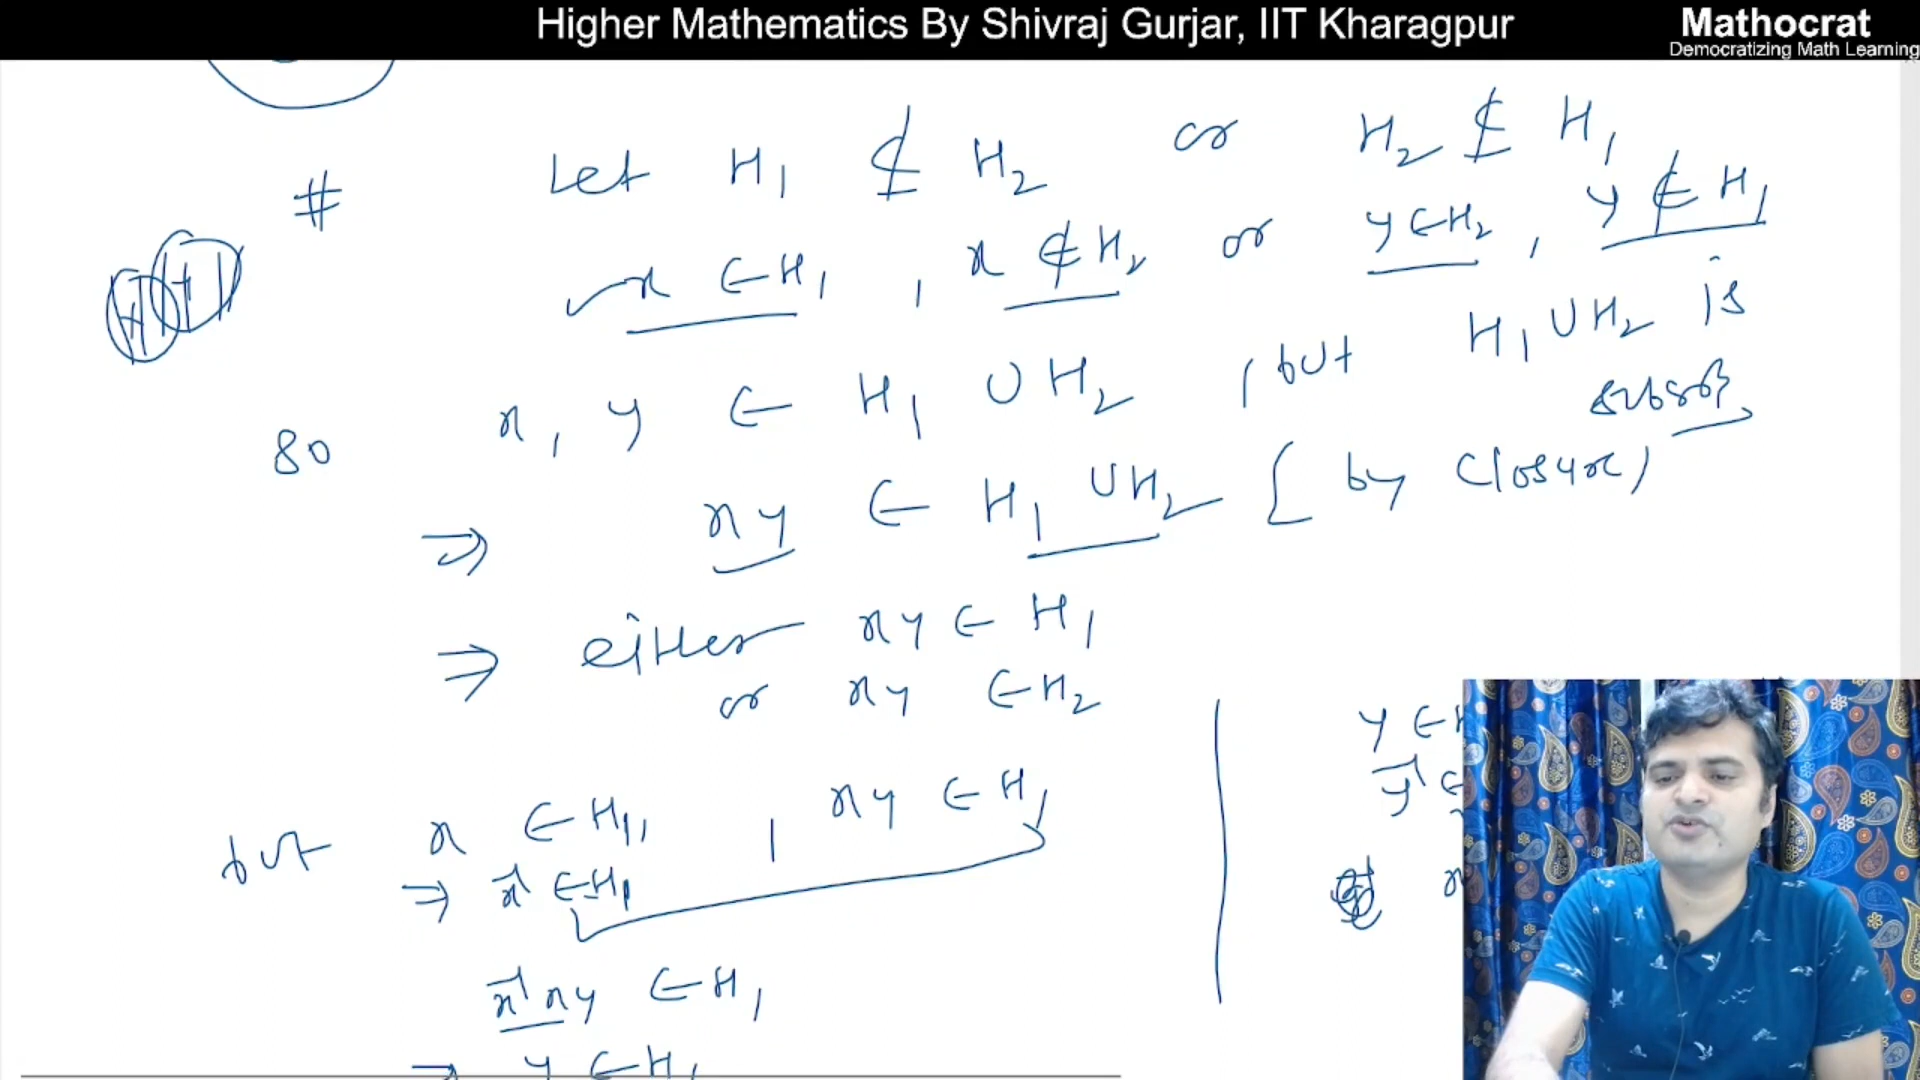 Higher Mathematics By Shivraj Gurjar, IIT Kharagpur
Mathocrat
Democratizing Math Learning
# Let H₁ ⊄ H₂ or H₂ ⊄ H₁
x ∈ H₁, x ∉ H₂ or y ∈ H₂, y ∉ H₁
so x, y ∈ H₁ ∪ H₂, but H₁ ∪ H₂ is
⇒ xy ∈ H₁ ∪ H₂ [by closure)
⇒ either xy ∈ H₁
or xy ∈ H₂
but x ∈ H₁, , xy ∈ H₁
⇒ x⁻¹ ∈ H₁
x⁻¹xy ∈ H₁
⇒ y ∈ H₁
y ∈
y⁻¹ ∈